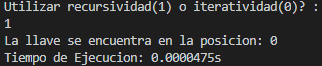 Utilizar recursividad(1) o iteratividad(0)? :
1
La llave se encuentra en la posicion: 0
Tiempo de Ejecucion: 0.0000475s